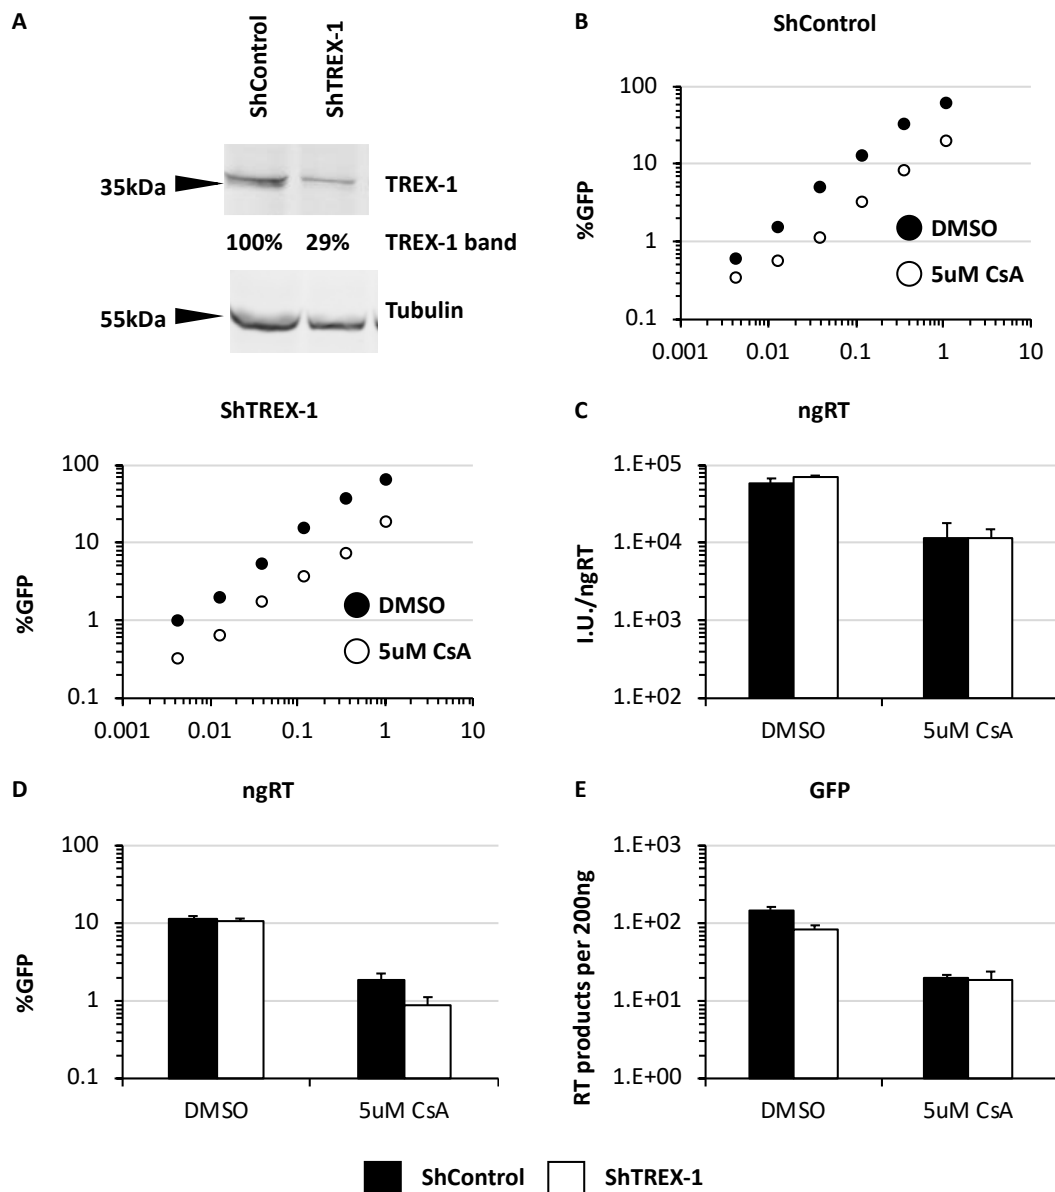 A
ShControl
ShTREX-1
35kDa
TREX-1
100%
29%
TREX-1 band
55kDa
Tubulin
B
ShControl
%GFP
100
10
1
0.1
0.001
0.01
0.1
1
10
DMSO
5uM CsA
ShTREX-1
%GFP
100
10
1
0.1
0.001
0.01
0.1
1
10
DMSO
5uM CsA
C
ngRT
I.U./ngRT
1.E+05
1.E+04
1.E+03
1.E+02
DMSO
5uM CsA
D
ngRT
%GFP
100
10
1
0.1
DMSO
5uM CsA
E
GFP
RT products per 200ng
1.E+03
1.E+02
1.E+01
1.E+00
DMSO
5uM CsA
ShControl
ShTREX-1